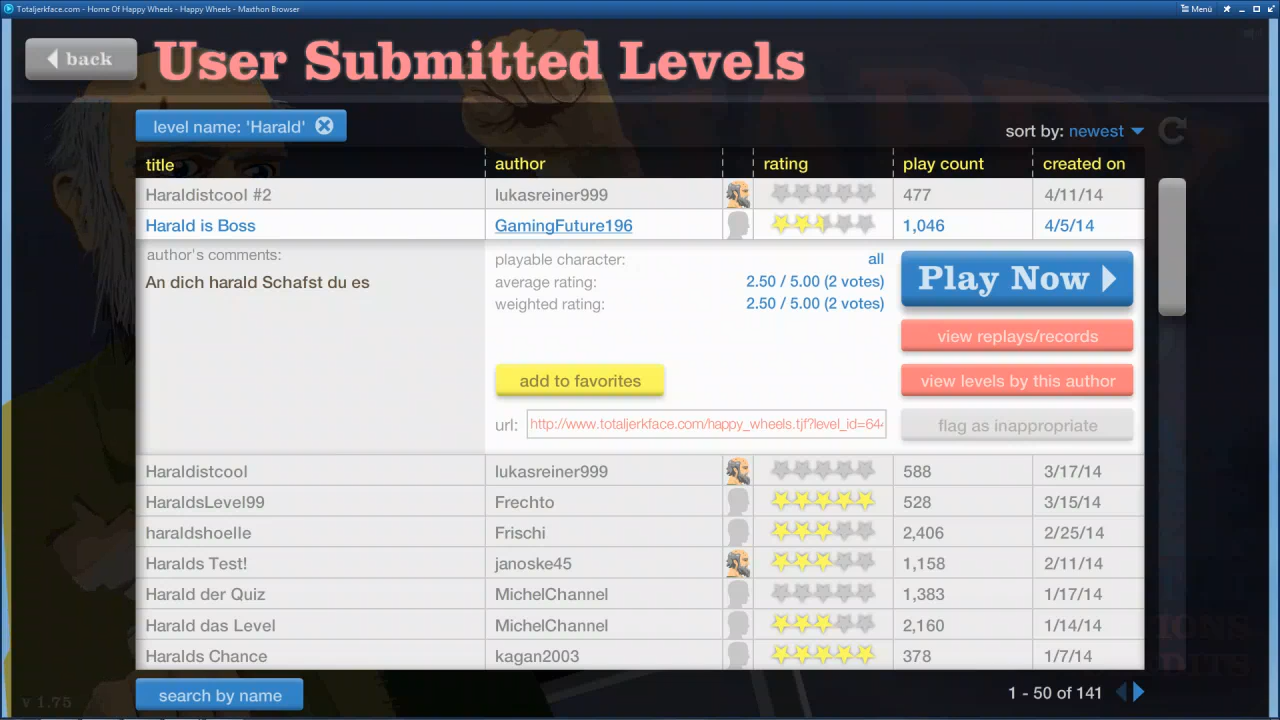 Totaljerkface.com - Home Of Happy Wheels - Happy Wheels - Maxthon Browser Menü
back User Submitted Levels
level name: 'Harald' sort by: newest
title author rating play count created on
Haraldistcool #2 lukasreiner999 477 4/11/14
Harald is Boss GamingFuture196 1,046 4/5/14
author's comments: playable character: all
An dich harald Schafst du es average rating: 2.50 / 5.00 (2 votes)
weighted rating: 2.50 / 5.00 (2 votes)
Play Now
view replays/records
add to favorites view levels by this author
url: http://www.totaljerkface.com/happy_wheels.tjf?level_id=64 flag as inappropriate
Haraldistcool lukasreiner999 588 3/17/14
HaraldsLevel99 Frechto 528 3/15/14
haraldshoelle Frischi 2,406 2/25/14
Haralds Test! janoske45 1,158 2/11/14
Harald der Quiz MichelChannel 1,383 1/17/14
Harald das Level MichelChannel 2,160 1/14/14
Haralds Chance kagan2003 378 1/7/14
v 1.75 search by name 1 - 50 of 141